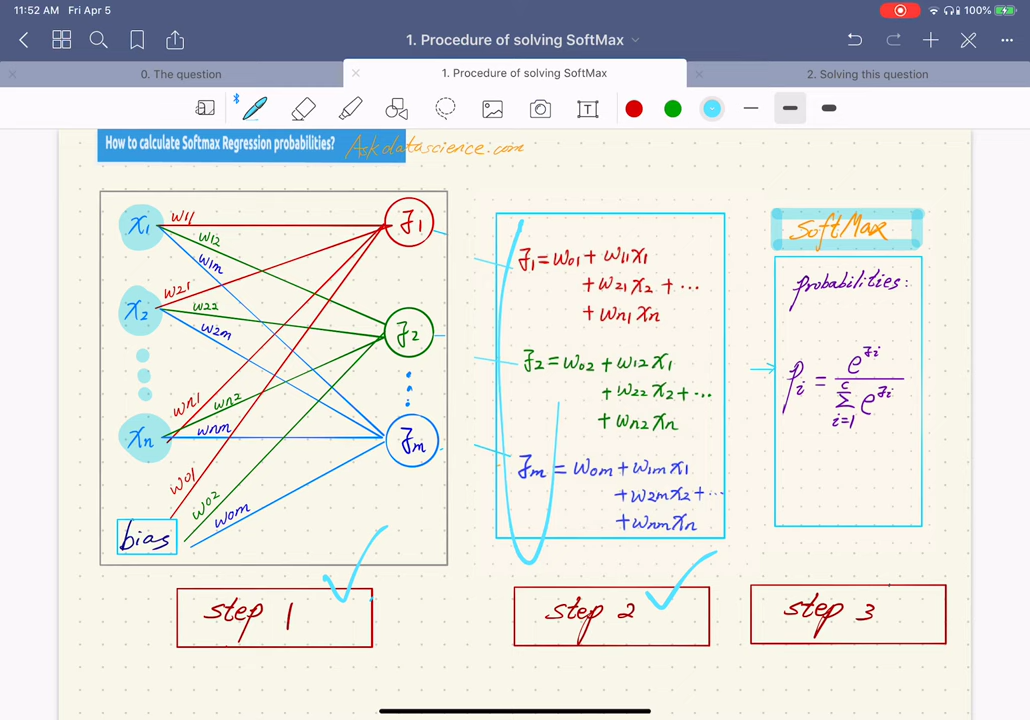 11:52 AM Fri Apr 5
100%
1. Procedure of solving SoftMax
0. The question
1. Procedure of solving SoftMax
2. Solving this question
T
How to calculate Softmax Regression probabilities?
Askdatascience.com
x1
x2
xn
bias
w11
w12
w1m
w21
w22
w2m
wn1
wn2
wnm
w01
w02
w0m
z1
z2
zm
z1 = w01 + w11x1
+ w21x2 + ...
+ wn1xn
z2 = w02 + w12x1
+ w22x2 + ...
+ wn2xn
zm = w0m + w1mx1
+ w2mx2 + ...
+ wnmxn
SoftMax
probabilities:
pi = e^zi / Σ i=1 c e^zi
step 1
step 2
step 3